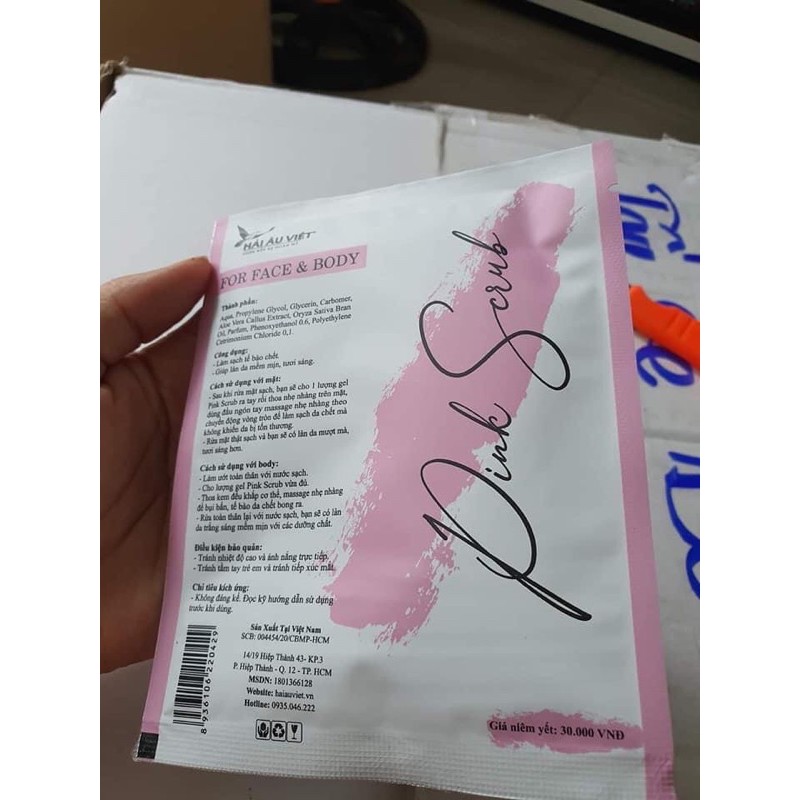 HẢI ÂU VIỆT
FOR FACE & BODY
Thành phần:
Aqua, Propylene Glycol, Glycerin, Carbomer,
Aloe Vera Callus Extract, Oryza Sativa Bran
Oil, Parfum, Phenoxyethanol 0.6, Polyethylene
Cetrimonium Chloride 0,1.
Công dụng:
- Làm sạch tế bào chết.
- Giúp làn da mềm mịn, tươi sáng.
Cách sử dụng với mặt:
- Sau khi rửa mặt sạch, bạn sẽ cho 1 lượng gel
Pink Scrub ra tay rồi thoa nhẹ nhàng trên mặt,
dùng đầu ngón tay massage nhẹ nhàng theo
chuyển động vòng tròn để làm sạch da chết mà
không khiến da bị tổn thương.
- Rửa mặt thật sạch và bạn sẽ có làn da mượt mà,
tươi sáng hơn.
Cách sử dụng với body:
- Làm ướt toàn thân với nước sạch.
- Cho lượng gel Pink Scrub vừa đủ.
- Thoa kem đều khắp cơ thể, massage nhẹ nhàng
để bụi bẩn, tế bào da chết bong ra.
- Rửa toàn thân lại với nước sạch, bạn sẽ có làn
da trắng sáng mềm mịn với các dưỡng chất.
Điều kiện bảo quản:
- Tránh nhiệt độ cao và ánh nắng trực tiếp.
- Tránh tầm tay trẻ em và tránh tiếp xúc mắt.
Chỉ tiêu kích ứng:
- Không đáng kể. Đọc kỹ hướng dẫn sử dụng
trước khi dùng.
Sản Xuất Tại Việt Nam
SCB: 004454/20/CBMP-HCM
14/19 Hiệp Thành 43- KP.3
P. Hiệp Thành - Q. 12 - TP. HCM
MSDN: 1801366128
Website: haiauviet.vn
Hotline: 0935.046.222
8 936106 220429
Pink Scrub
Giá niêm yết: 30.000 VNĐ